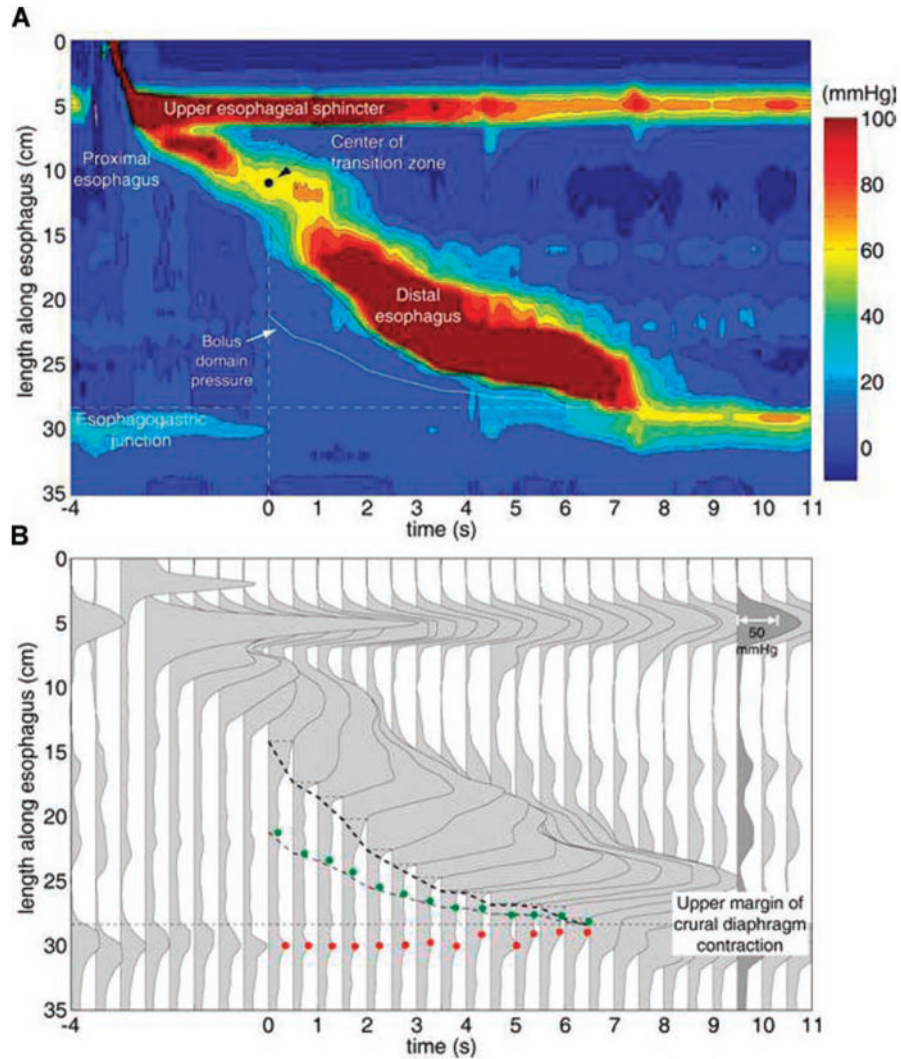 A
0
5
10
15
20
25
30
35
length along esophagus (cm)
Upper esophageal sphincter
Proximal
esophagus
Center of
transition zone
Distal
esophagus
Bolus
domain
pressure
Esophagogastric
junction
-4 -3 -2 -1 0 1 2 3 4 5 6 7 8 9 10 11
time (s)
(mmHg)
100
80
60
40
20
0
B
0
5
10
15
20
25
30
35
length along esophagus (cm)
50
mmHg
Upper margin of
crural diaphragm
contraction
-4 0 1 2 3 4 5 6 7 8 9 10 11
time (s)